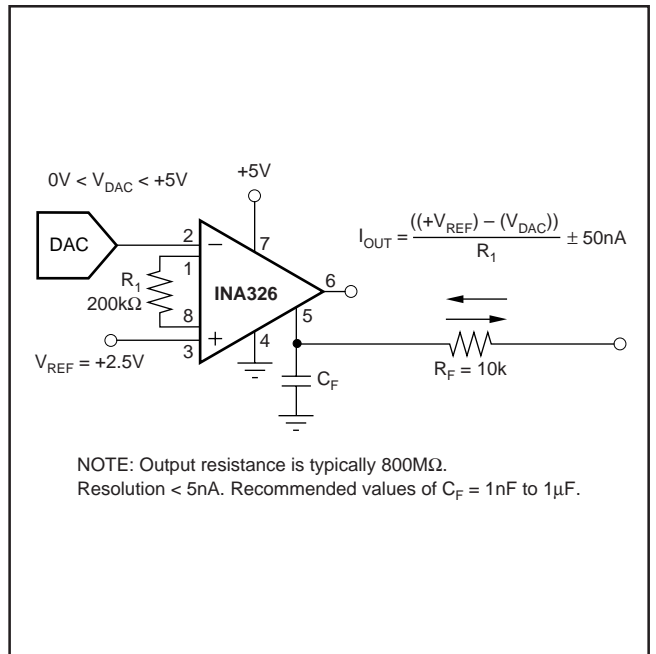 0V < V_DAC < +5V
+5V
I_OUT = ((+V_REF) − (V_DAC)) / R_1 ± 50nA
DAC
2
−
7
1
R_1
200kΩ
INA326
6
5
8
4
3
+
V_REF = +2.5V
C_F
R_F = 10k
NOTE: Output resistance is typically 800MΩ.
Resolution < 5nA. Recommended values of C_F = 1nF to 1µF.